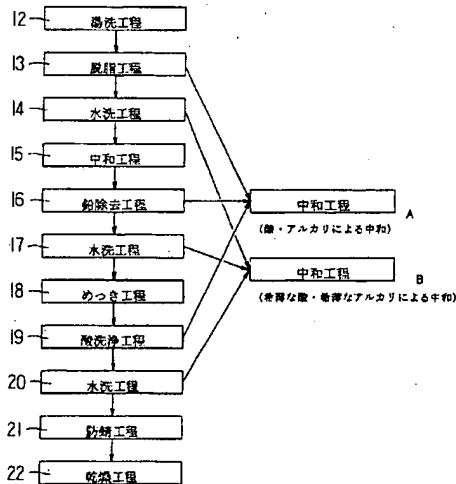 12 湯洗工程
13 脱脂工程
14 水洗工程
15 中和工程
16 鉛除去工程
17 水洗工程
18 めっき工程
19 酸洗浄工程
20 水洗工程
21 防錆工程
22 乾燥工程
中和工程 A
(酸・アルカリによる中和)
中和工程 B
(希薄な酸・希薄なアルカリによる中和)